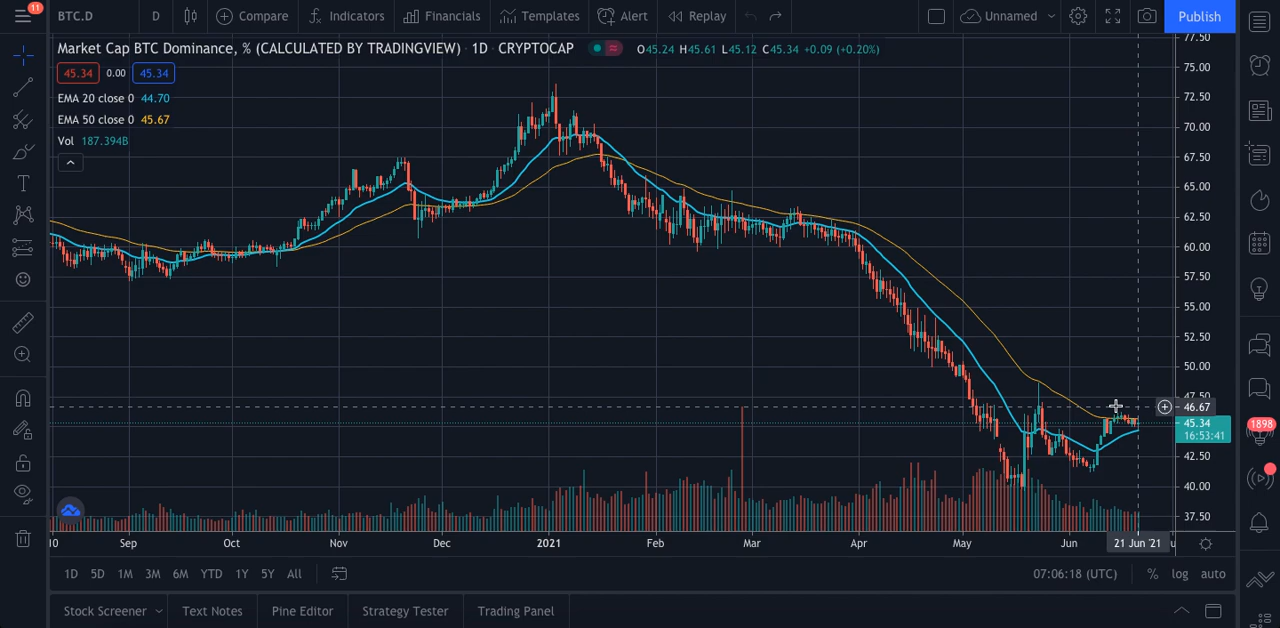 11
BTC.D
D
Compare
Indicators
Financials
Templates
Alert
Replay
Unnamed
Publish
Market Cap BTC Dominance, % (CALCULATED BY TRADINGVIEW) · 1D · CRYPTOCAP
O45.24 H45.61 L45.12 C45.34 +0.09 (+0.20%)
45.34 0.00 45.34
EMA 20 close 0 44.70
EMA 50 close 0 45.67
Vol 187.394B
77.50
75.00
72.50
70.00
67.50
65.00
62.50
60.00
57.50
55.00
52.50
50.00
47.50
46.67
45.34
16:53:41
42.50
40.00
37.50
1898
10 Sep Oct Nov Dec 2021 Feb Mar Apr May Jun 21 Jun '21
1D 5D 1M 3M 6M YTD 1Y 5Y All
07:06:18 (UTC) % log auto
Stock Screener Text Notes Pine Editor Strategy Tester Trading Panel